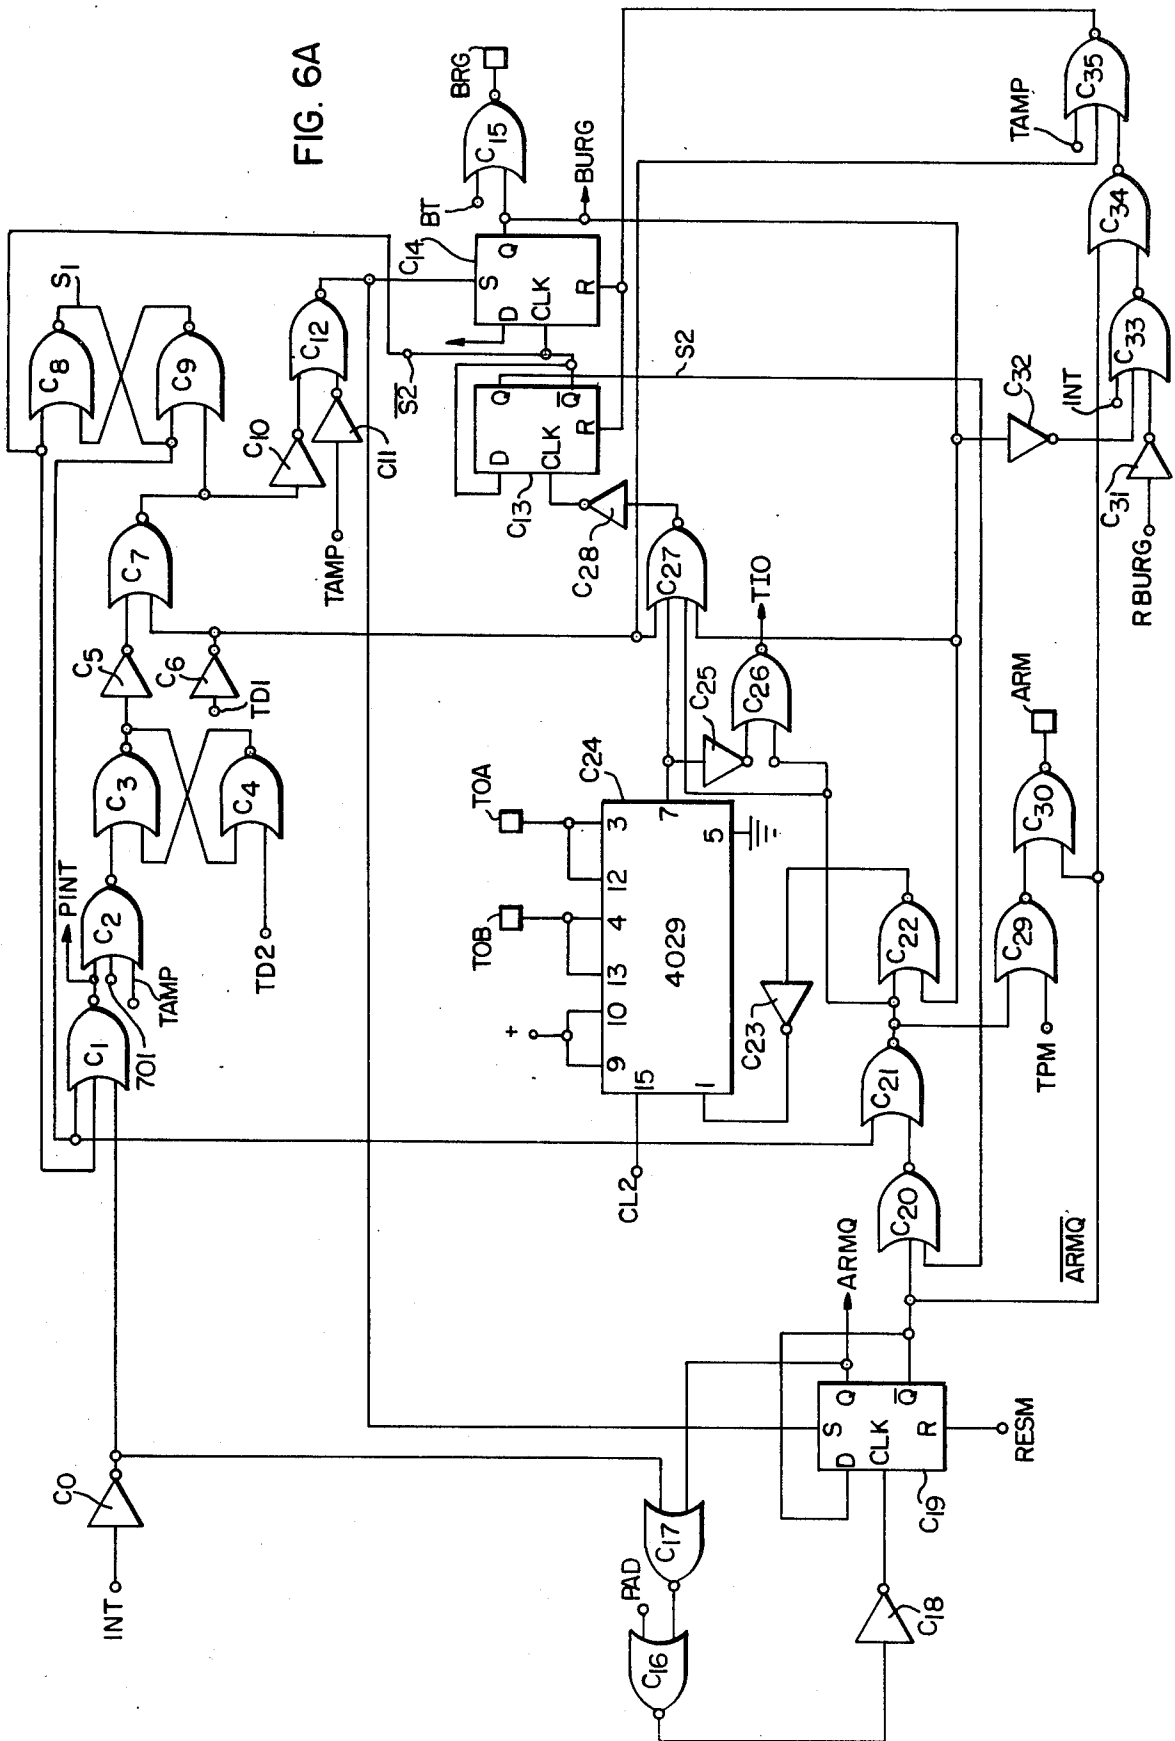 FIG. 6A
INT
C0
C1
PINT
701
C2
TAMP
C3
C4
TD2
C5
C6
TD1
C7
C8
S1
C9
C10
C11
TAMP
C12
S2
C13
D
CLK
Q
Q
R
C14
D
S
CLK
Q
R
BT
C15
BRG
BURG
S2
C28
C27
TIO
C26
C25
C24
4029
TOA
TOB
+
9
10
13
4
12
3
15
1
7
5
CL2
C23
C22
C21
C20
TPM
C29
C30
ARM
PAD
C16
C17
C18
C19
D
S
CLK
Q
Q
R
ARMQ
ARMQ
RESM
RBURG
C31
C32
INT
C33
C34
TAMP
C35